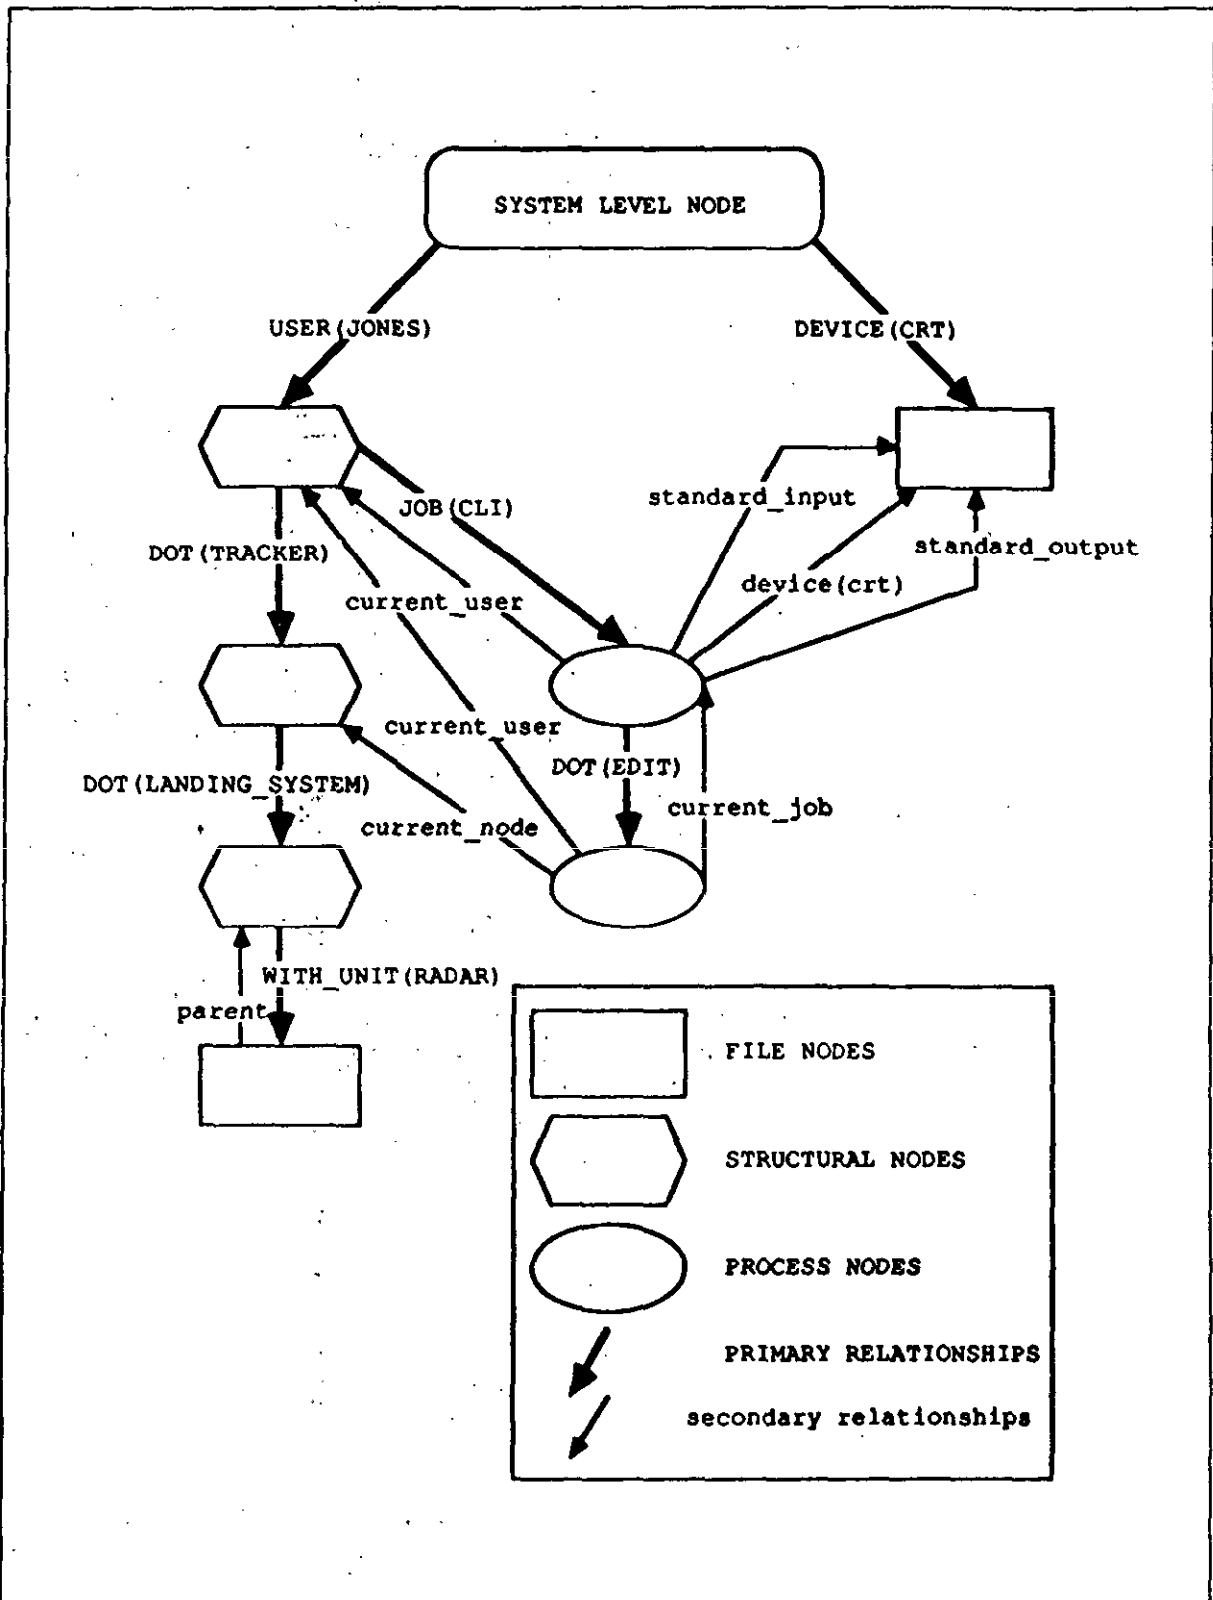 SYSTEM LEVEL NODE
USER(JONES)
DEVICE(CRT)
JOB(CLI)
standard_input
DOT(TRACKER)
standard_output
device(crt)
current_user
current_user
DOT(EDIT)
DOT(LANDING_SYSTEM)
current_job
current_node
WITH_UNIT(RADAR)
parent
FILE NODES
STRUCTURAL NODES
PROCESS NODES
PRIMARY RELATIONSHIPS
secondary relationships